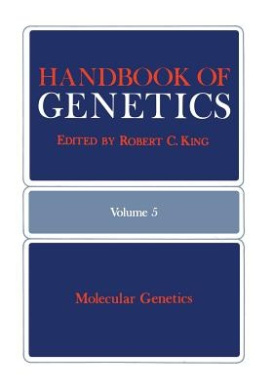 HANDBOOK OF
GENETICS
EDITED BY ROBERT C. KING
Volume 5
Molecular Genetics